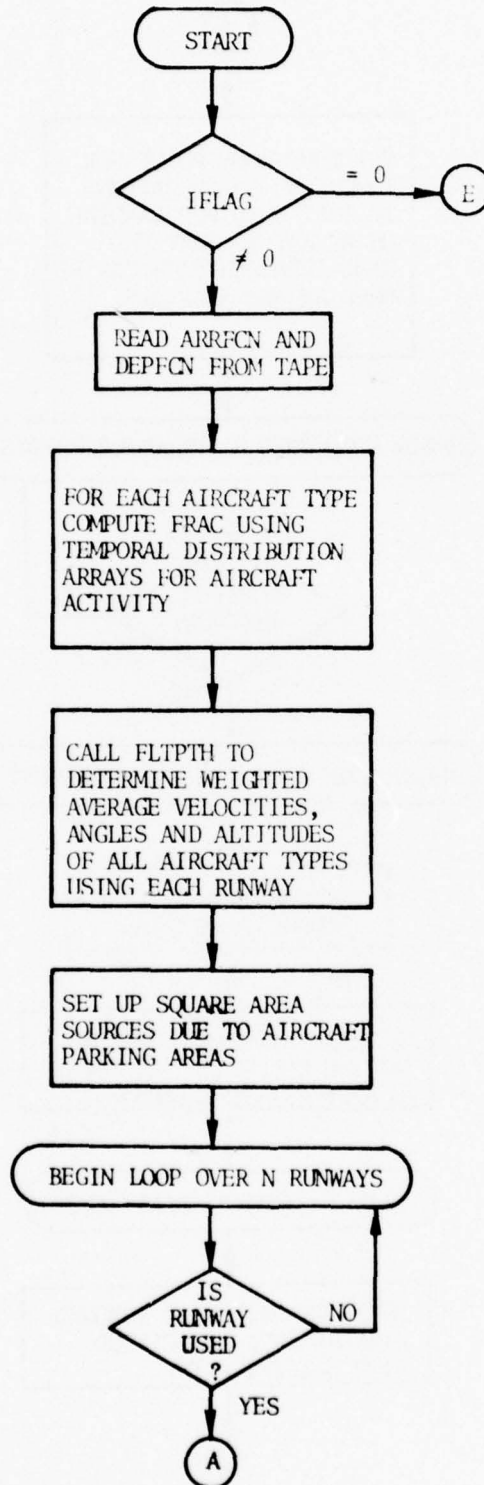 START
IFLAG
= 0
E
≠ 0
READ ARRFCN AND
DEPFCN FROM TAPE
FOR EACH AIRCRAFT TYPE
COMPUTE FRAC USING
TEMPORAL DISTRIBUTION
ARRAYS FOR AIRCRAFT
ACTIVITY
CALL FLTPTH TO
DETERMINE WEIGHTED
AVERAGE VELOCITIES,
ANGLES AND ALTITUDES
OF ALL AIRCRAFT TYPES
USING EACH RUNWAY
SET UP SQUARE AREA
SOURCES DUE TO AIRCRAFT
PARKING AREAS
BEGIN LOOP OVER N RUNWAYS
IS
RUNWAY
USED
?
NO
YES
A